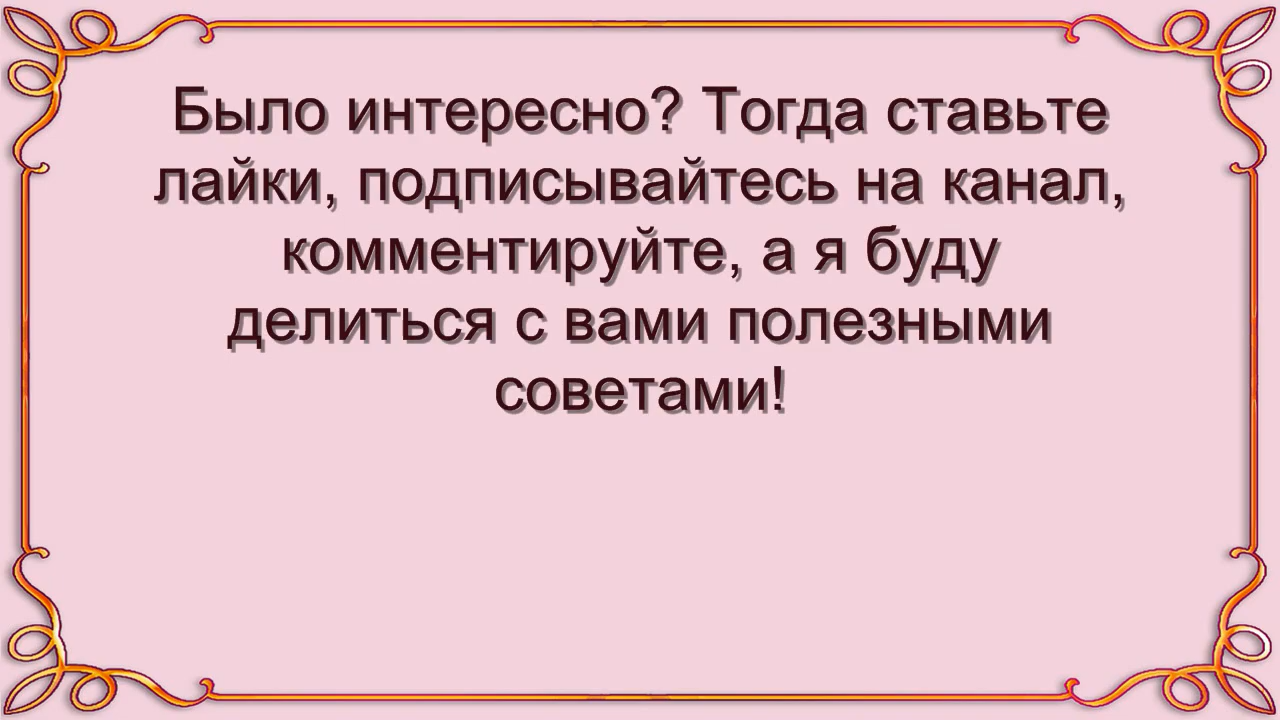 Было интересно? Тогда ставьте
лайки, подписывайтесь на канал,
комментируйте, а я буду
делиться с вами полезными
советами!